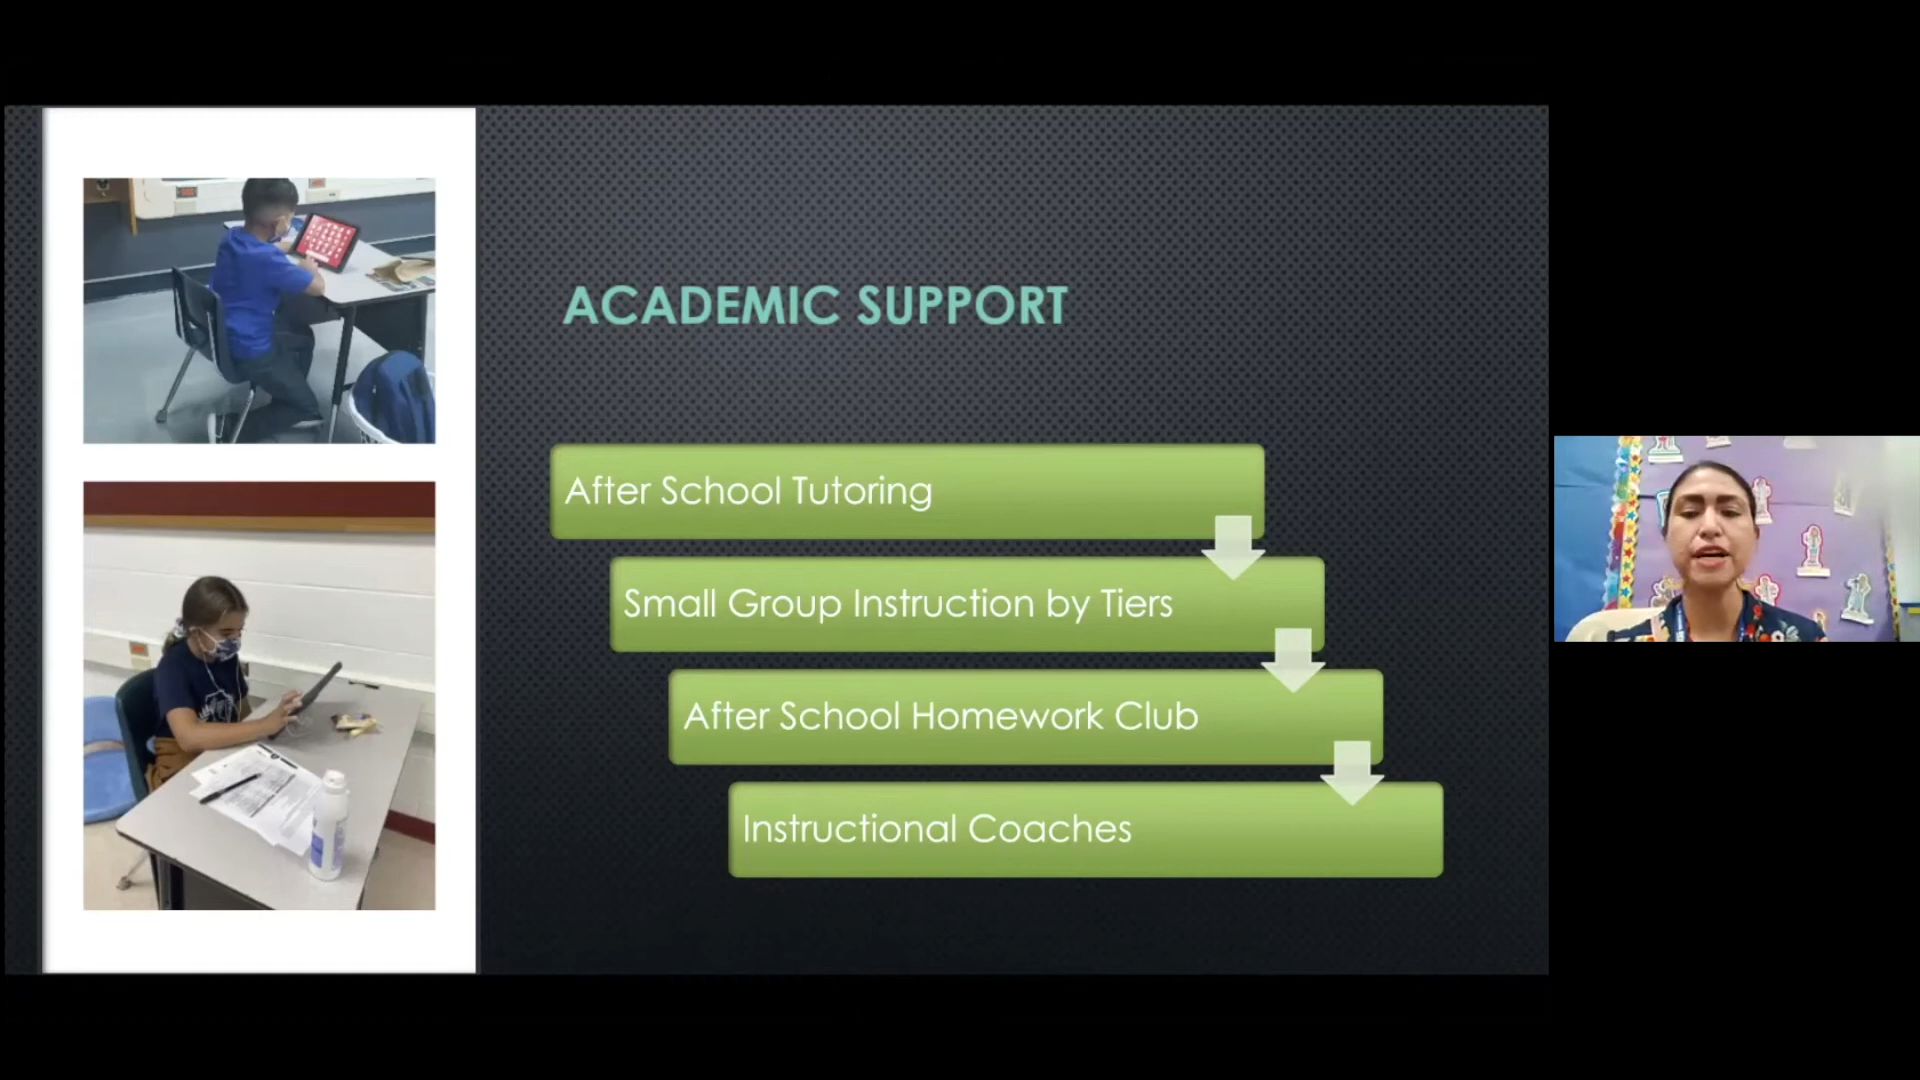 ACADEMIC SUPPORT
After School Tutoring
Small Group Instruction by Tiers
After School Homework Club
Instructional Coaches